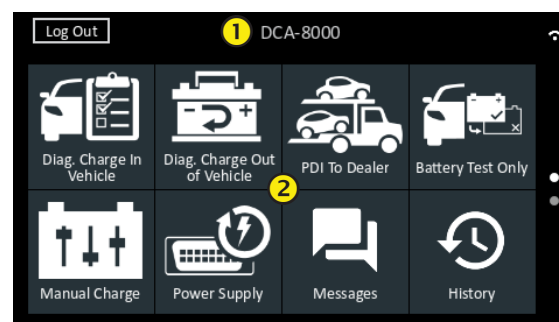 Log Out
1 DCA-8000
Diag. Charge In
Vehicle
Diag. Charge Out
of Vehicle
PDI To Dealer
Battery Test Only
2
Manual Charge
Power Supply
Messages
History